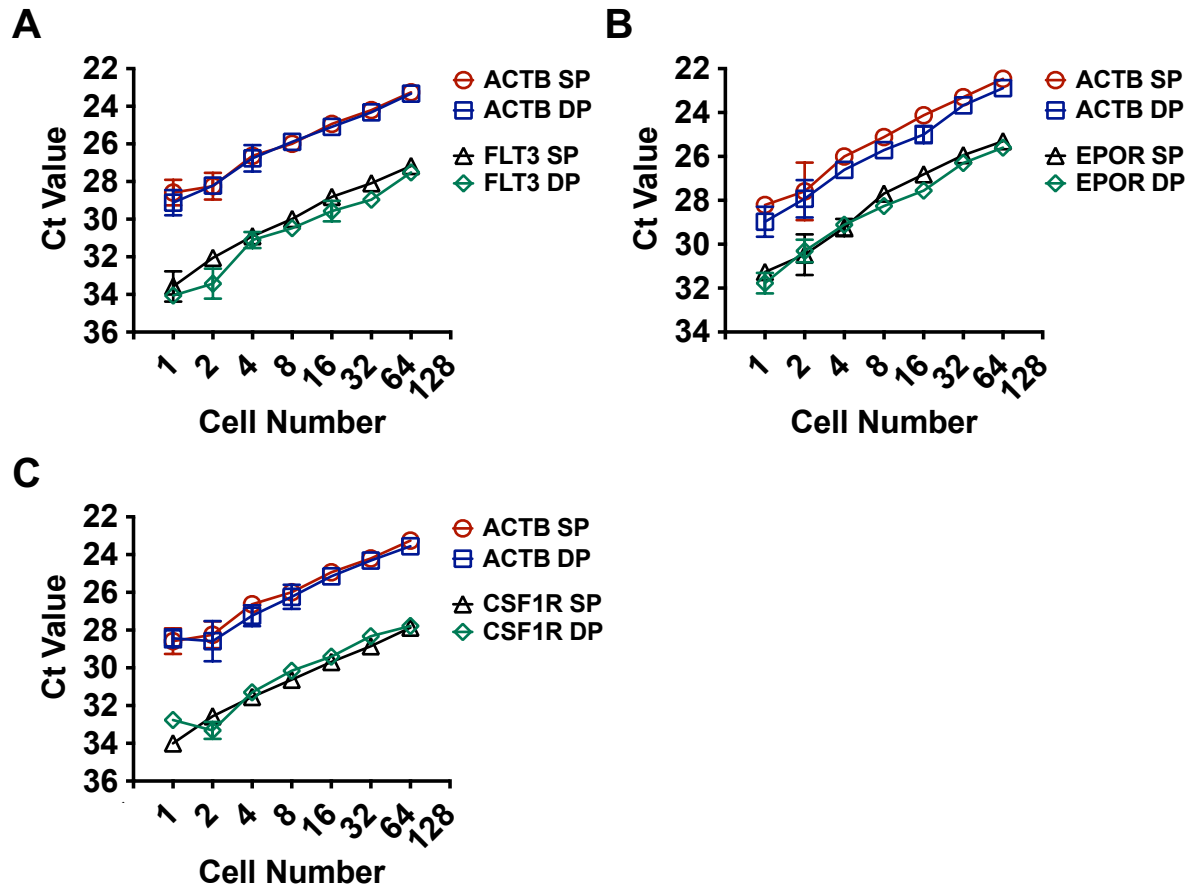 A
Ct Value
22
24
26
28
30
32
34
36
1 2 4 8 16 32 64 128
Cell Number
ACTB SP
ACTB DP
FLT3 SP
FLT3 DP
B
Ct Value
22
24
26
28
30
32
34
1 2 4 8 16 32 64 128
Cell Number
ACTB SP
ACTB DP
EPOR SP
EPOR DP
C
Ct Value
22
24
26
28
30
32
34
36
1 2 4 8 16 32 64 128
Cell Number
ACTB SP
ACTB DP
CSF1R SP
CSF1R DP